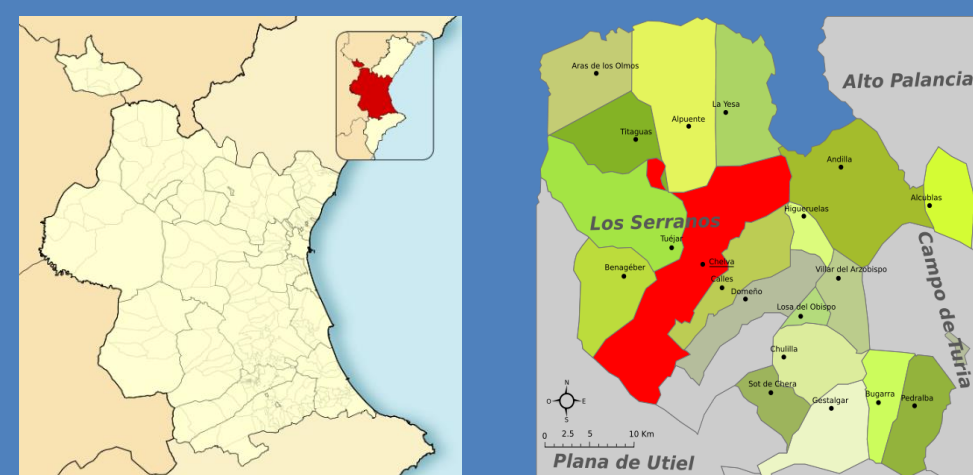 Alto Palancia
Aras de los Olmos
La Yesa
Alpuente
Titaguas
Andilla
Alcublas
Higueruelas
Los Serranos
Tuéjar
Chelva
Benagéber
Calles
Villar del Arzobispo
Domeño
Losa del Obispo
Campo de Turia
Chulilla
Sot de Chera
Gestalgar
Bugarra
Pedralba
N
O
E
S
0 2.5 5 10 Km
Plana de Utiel